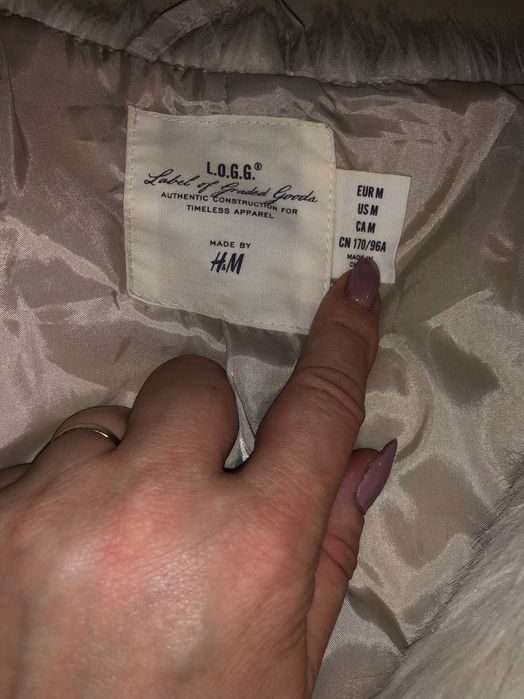 L.O.G.G.®
Label of Graded Goods
AUTHENTIC CONSTRUCTION FOR
TIMELESS APPAREL
MADE BY
H&M
EUR M
US M
CA M
CN 170/96A
MADE IN